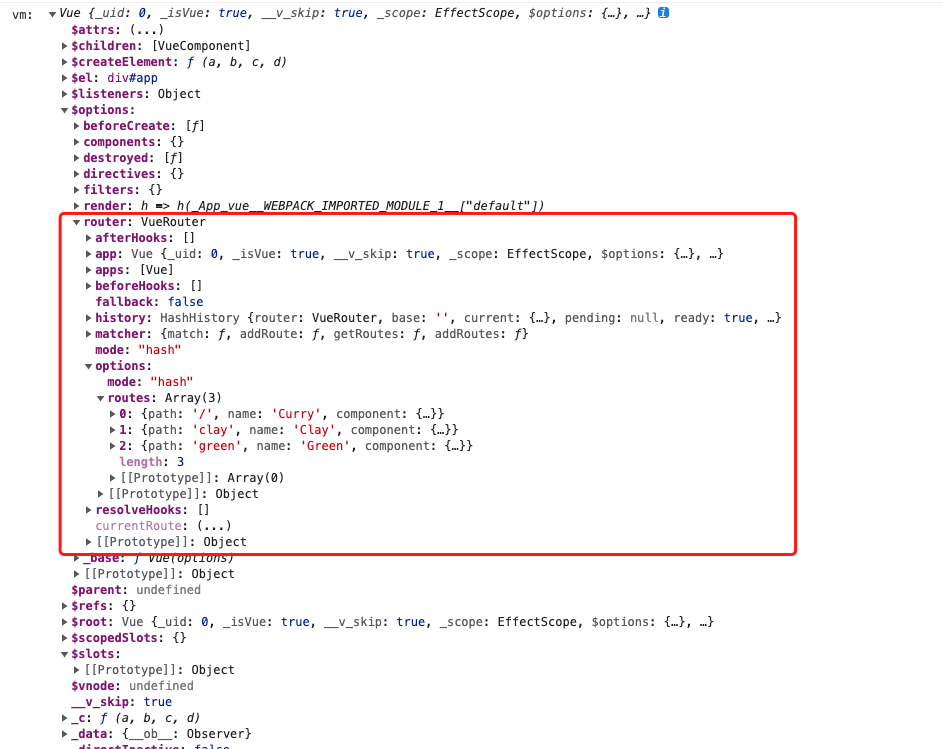 vm: Vue {_uid: 0, _isVue: true, __v_skip: true, _scope: EffectScope, $options: {…}, …} i
$attrs: (...)
$children: [VueComponent]
$createElement: ƒ (a, b, c, d)
$el: div#app
$listeners: Object
$options:
beforeCreate: [ƒ]
components: {}
destroyed: [ƒ]
directives: {}
filters: {}
render: h => h(_App_vue__WEBPACK_IMPORTED_MODULE_1__["default"])
router: VueRouter
afterHooks: []
app: Vue {_uid: 0, _isVue: true, __v_skip: true, _scope: EffectScope, $options: {…}, …}
apps: [Vue]
beforeHooks: []
fallback: false
history: HashHistory {router: VueRouter, base: '', current: {…}, pending: null, ready: true, …}
matcher: {match: ƒ, addRoute: ƒ, getRoutes: ƒ, addRoutes: ƒ}
mode: "hash"
options:
mode: "hash"
routes: Array(3)
0: {path: '/', name: 'Curry', component: {…}}
1: {path: 'clay', name: 'Clay', component: {…}}
2: {path: 'green', name: 'Green', component: {…}}
length: 3
[[Prototype]]: Array(0)
[[Prototype]]: Object
resolveHooks: []
currentRoute: (...)
[[Prototype]]: Object
_base: ƒ Vue(options)
[[Prototype]]: Object
$parent: undefined
$refs: {}
$root: Vue {_uid: 0, _isVue: true, __v_skip: true, _scope: EffectScope, $options: {…}, …}
$scopedSlots: {}
$slots:
[[Prototype]]: Object
$vnode: undefined
__v_skip: true
_c: ƒ (a, b, c, d)
_data: {__ob__: Observer}
_directInactive: false